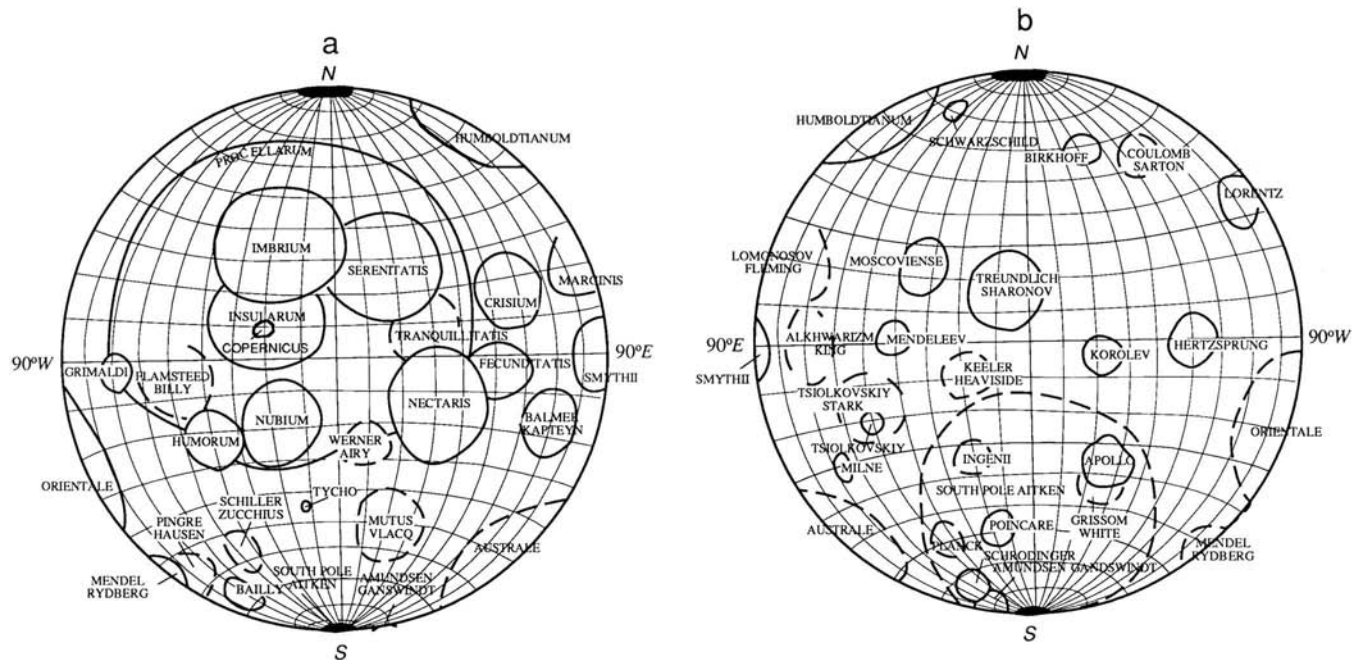 a
N
HUMBOLDTIANUM
PROCELLARUM
IMBRIUM
SERENITATIS
MARGINIS
CRISIUM
INSULARUM
TRANQUILLITATIS
COPERNICUS
90°W
90°E
GRIMALDI
FECUNDITATIS
SMYTHII
FLAMSTEED
BILLY
NECTARIS
NUBIUM
BALMER
KAPTEYN
HUMORUM
WERNER
AIRY
ORIENTALE
TYCHO
SCHILLER
ZUCCHIUS
MUTUS
VLACQ
PINGRE
HAUSEN
AUSTRALE
MENDEL
RYDBERG
BAILLY
SOUTH POLE
AITKEN
AMUNDSEN
GANSWINDT
S
b
N
HUMBOLDTIANUM
SCHWARZSCHILD
BIRKHOFF
COULOMB
SARTON
LORENTZ
LOMONOSOV
FLEMING
MOSCOVIENSE
TREUNDLICH
SHARONOV
ALKHWARIZM
KING
MENDELEEV
90°E
90°W
HERTZSPRUNG
KOROLEV
SMYTHII
KEELER
HEAVISIDE
TSIOLKOVSKIY
STARK
ORIENTALE
TSIOLKOVSKIY
MILNE
INGENII
APOLLO
SOUTH POLE AITKEN
AUSTRALE
POINCARE
GRISSOM
WHITE
PLANCK
SCHRODINGER
AMUNDSEN GANDSWINDT
MENDEL
RYDBERG
S